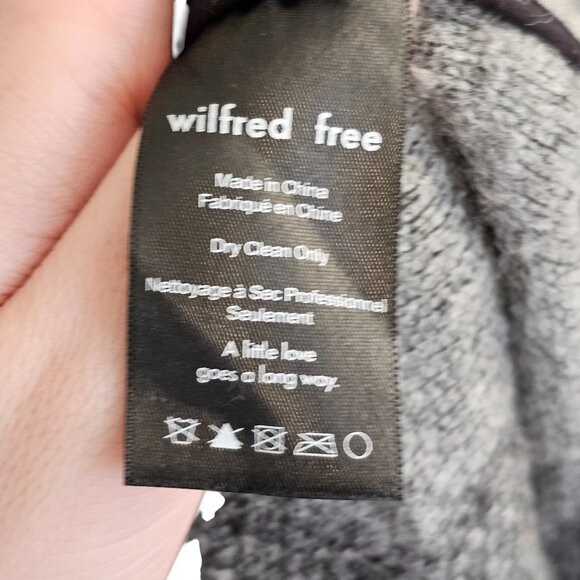 wilfred free
Made in China
Fabriqué en Chine
Dry Clean Only
Nettoyage à Sec Professionnel
Seulement
A little love
goes a long way.